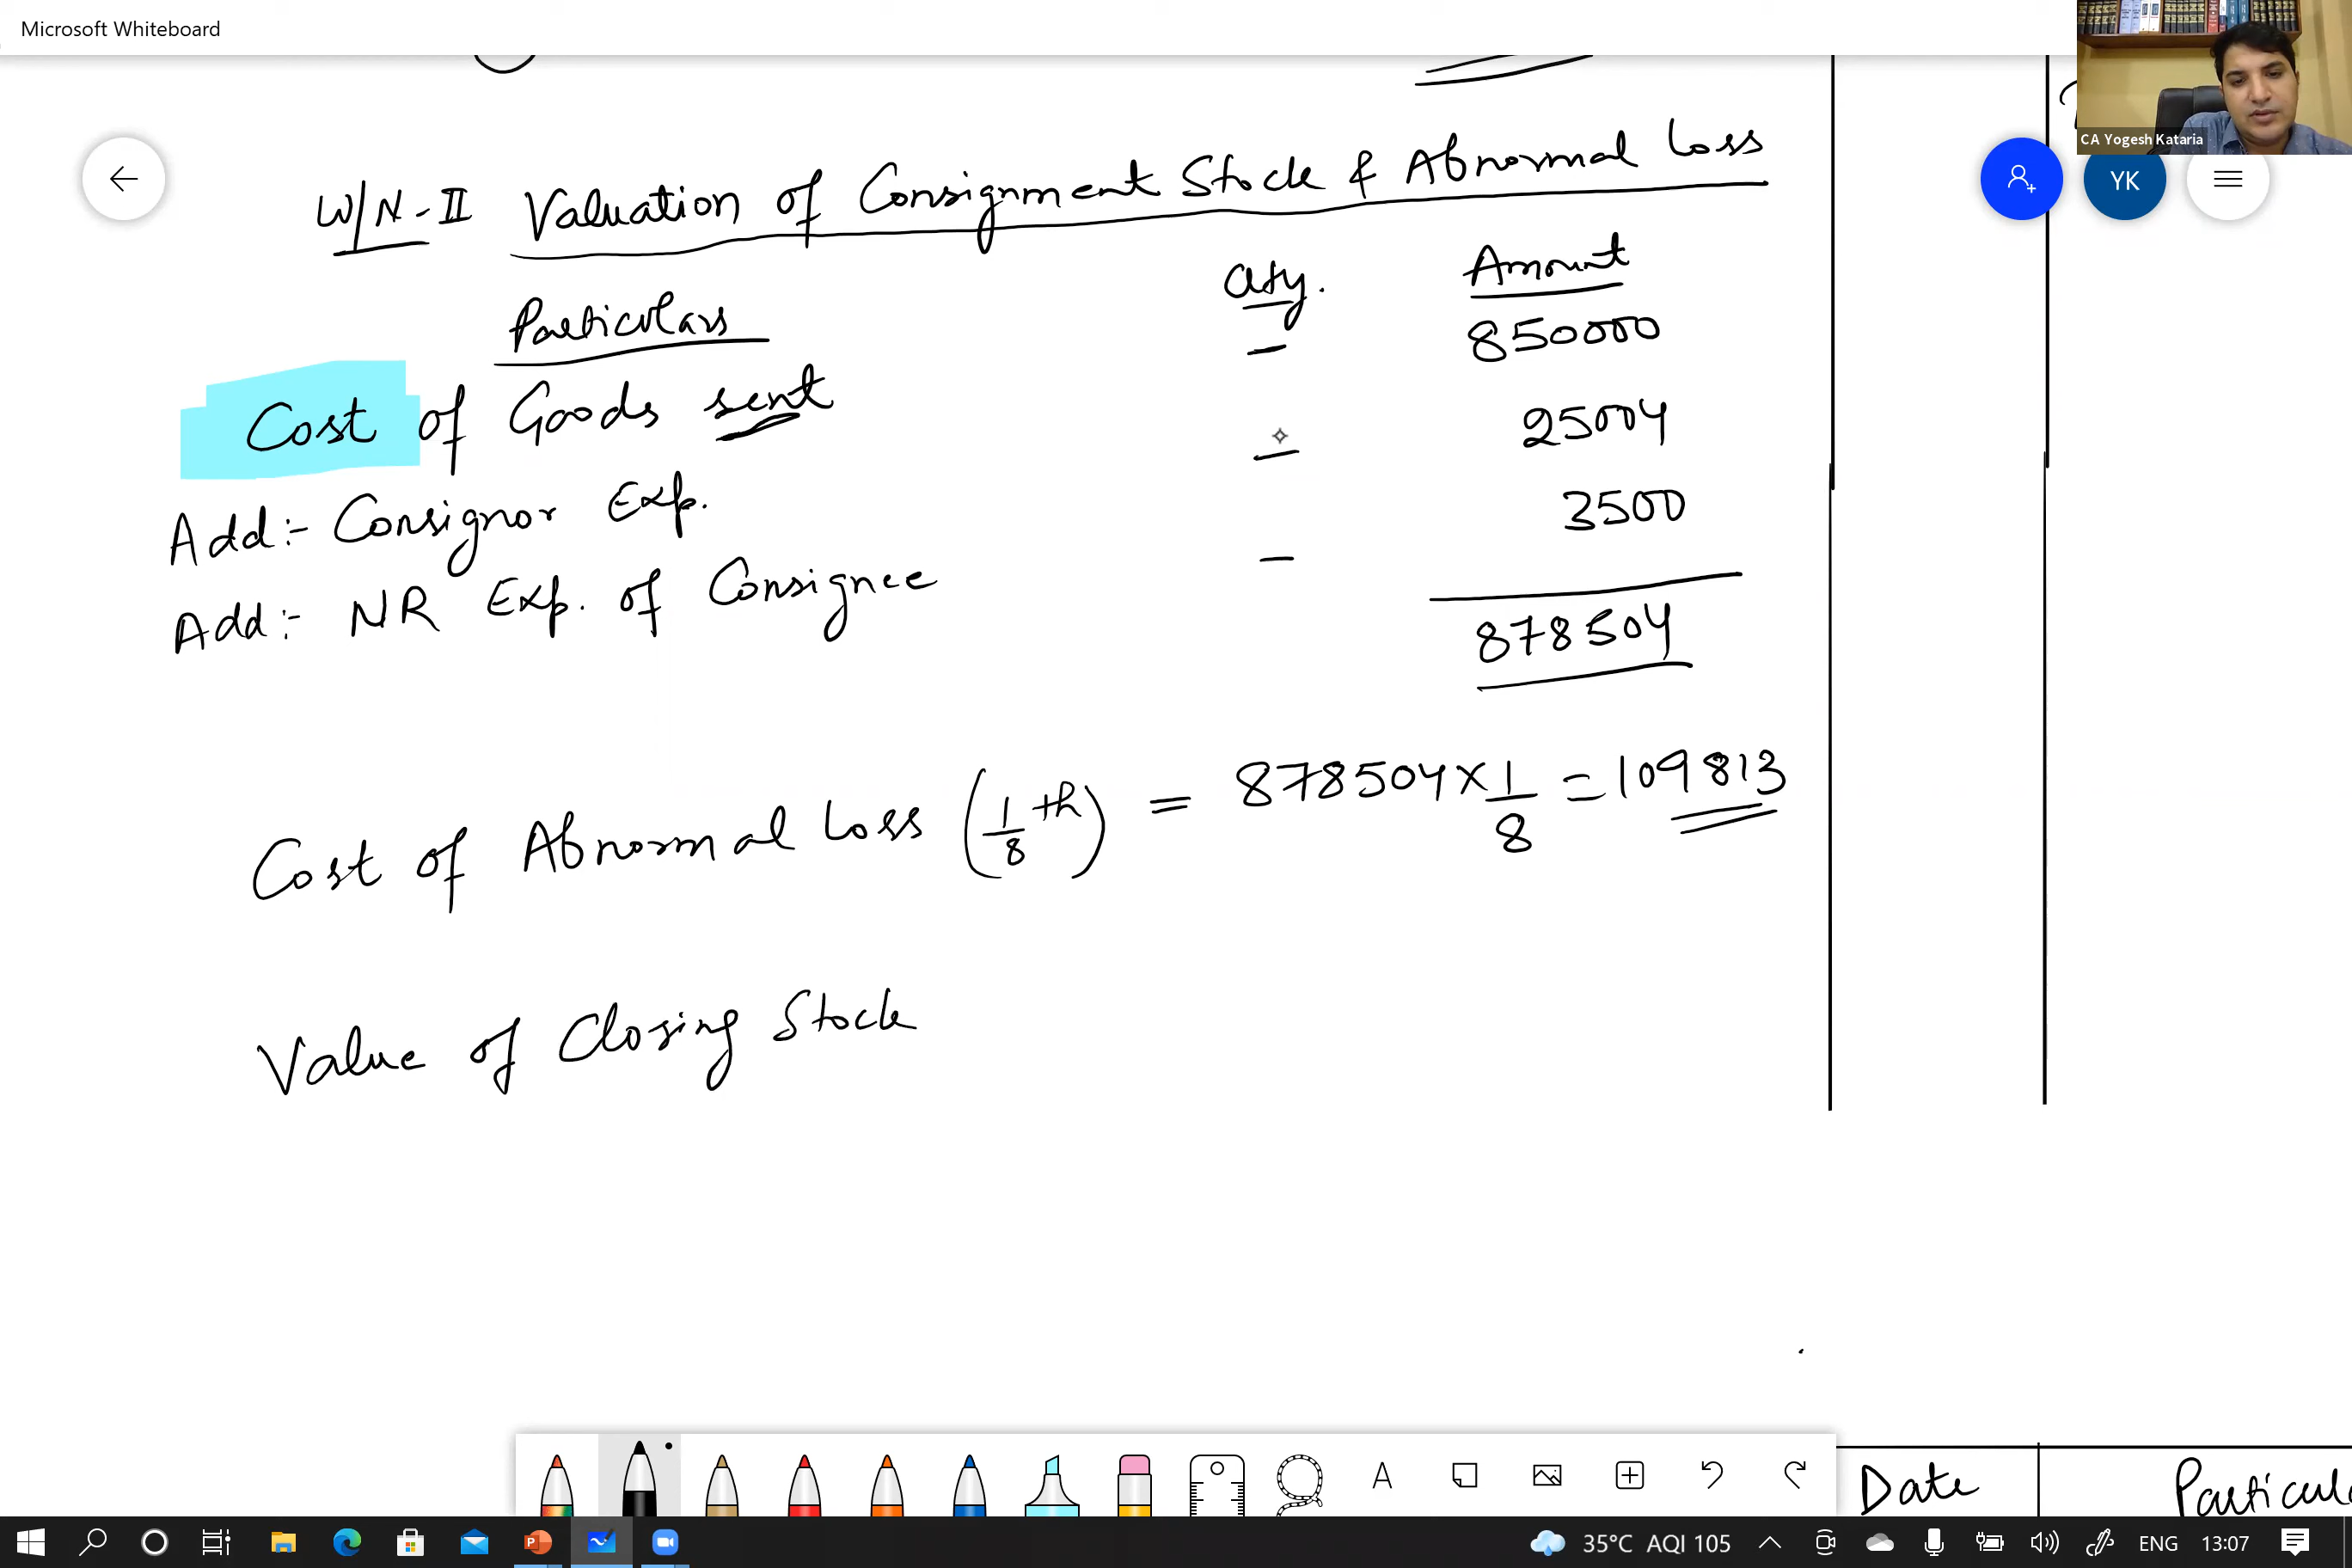 Microsoft Whiteboard
CA Yogesh Kataria
YK
W/N-II Valuation of Consignment Stock & Abnormal Loss
Particulars Qty. Amount
Cost of Goods sent - 850000
Add:- Consignor Exp. - 25004
Add:- NR Exp. of Consignee - 3500
878504
Cost of Abnormal Loss (1/8 th) = 878504 × 1/8 = 109813
Value of Closing Stock
A
Date Particul
35°C AQI 105 ENG 13:07